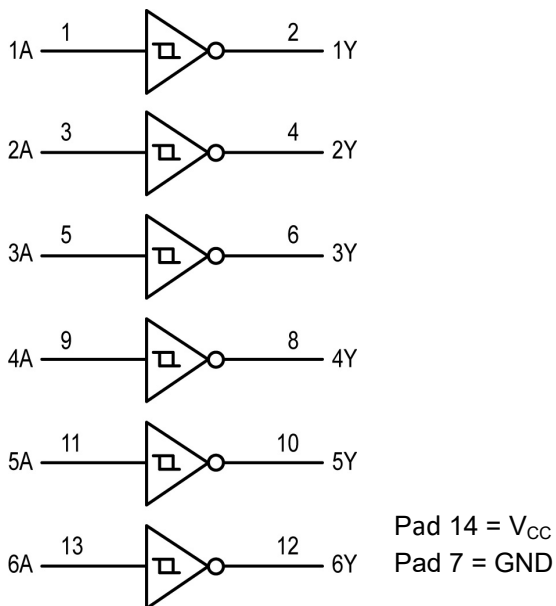 1A 1 2 1Y
2A 3 4 2Y
3A 5 6 3Y
4A 9 8 4Y
5A 11 10 5Y
6A 13 12 6Y
Pad 14 = V_CC
Pad 7 = GND